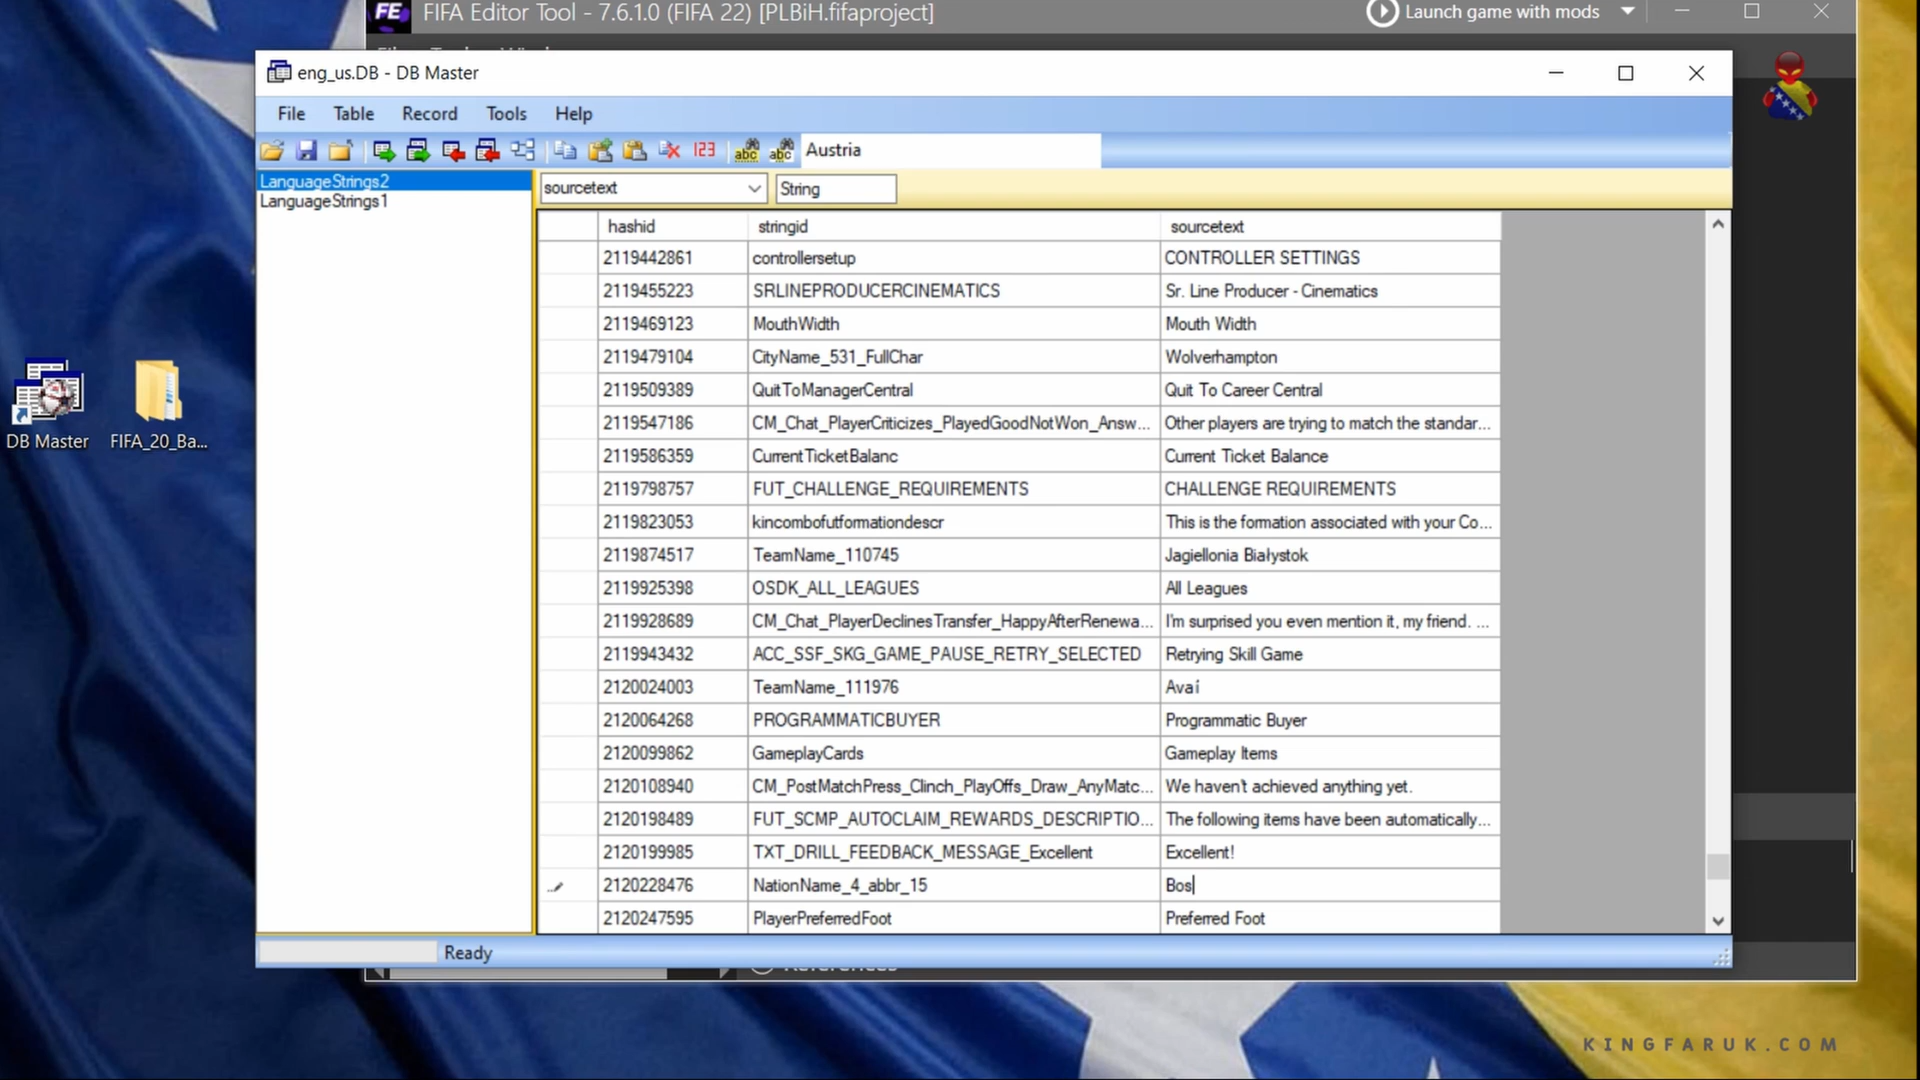 FE FIFA Editor Tool - 7.6.1.0 (FIFA 22) [PLBiH.fifaproject] Launch game with mods
eng_us.DB - DB Master
File Table Record Tools Help
123 abc abc Austria
LanguageStrings2
LanguageStrings1
sourcetext String
hashid stringid sourcetext
2119442861 controllersetup CONTROLLER SETTINGS
2119455223 SRLINEPRODUCERCINEMATICS Sr. Line Producer - Cinematics
2119469123 MouthWidth Mouth Width
2119479104 CityName_531_FullChar Wolverhampton
2119509389 QuitToManagerCentral Quit To Career Central
2119547186 CM_Chat_PlayerCriticizes_PlayedGoodNotWon_Answ... Other players are trying to match the standar...
2119586359 CurrentTicketBalanc Current Ticket Balance
2119798757 FUT_CHALLENGE_REQUIREMENTS CHALLENGE REQUIREMENTS
2119823053 kincombofutformationdescr This is the formation associated with your Co...
2119874517 TeamName_110745 Jagiellonia Białystok
2119925398 OSDK_ALL_LEAGUES All Leagues
2119928689 CM_Chat_PlayerDeclinesTransfer_HappyAfterRenewa... I'm surprised you even mention it, my friend. ...
2119943432 ACC_SSF_SKG_GAME_PAUSE_RETRY_SELECTED Retrying Skill Game
2120024003 TeamName_111976 Avaí
2120064268 PROGRAMMATICBUYER Programmatic Buyer
2120099862 GameplayCards Gameplay Items
2120108940 CM_PostMatchPress_Clinch_PlayOffs_Draw_AnyMatc... We haven't achieved anything yet.
2120198489 FUT_SCMP_AUTOCLAIM_REWARDS_DESCRIPTIO... The following items have been automatically...
2120199985 TXT_DRILL_FEEDBACK_MESSAGE_Excellent Excellent!
2120228476 NationName_4_abbr_15 Bos
2120247595 PlayerPreferredFoot Preferred Foot
Ready
DB Master FIFA_20_Ba...
KINGFARUK.COM